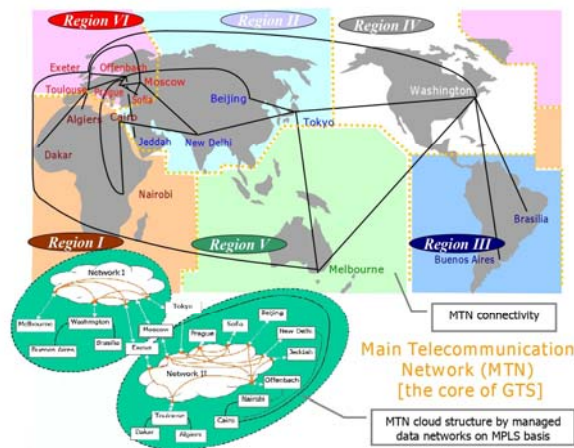 Region VI
Region II
Region IV
Exeter
Offenbach
Moscow
Toulouse
Prague
Sofia
Beijing
Washington
Algiers
Cairo
Tokyo
Jeddah
New Delhi
Dakar
Nairobi
Brasilia
Region I
Region V
Region III
Buenos Aires
Melbourne
Network I
Tokyo
Melbourne
Washington
Moscow
Buenos Aires
Brasilia
Exeter
Prague
Sofia
Beijing
New Delhi
Jeddah
Network II
Offenbach
Toulouse
Nairobi
Cairo
Dakar
Algiers
MTN connectivity
Main Telecommunication
Network (MTN)
[the core of GTS]
MTN cloud structure by managed
data networks on MPLS basis